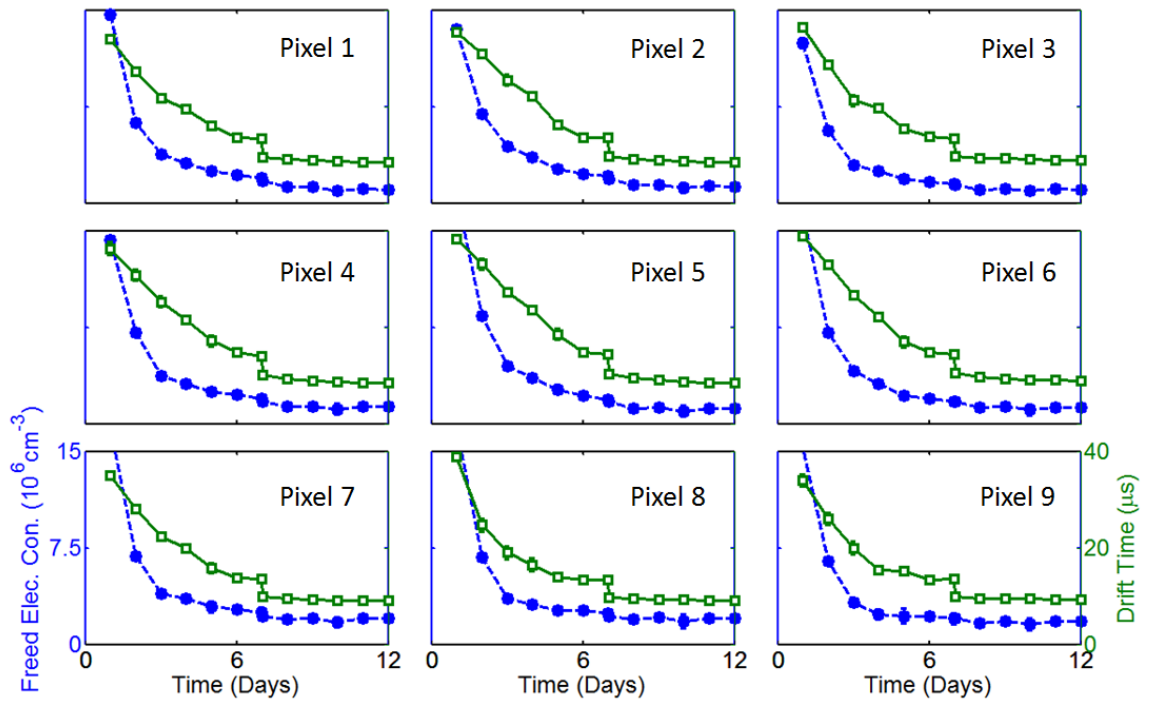 Pixel 1
Pixel 2
Pixel 3
Pixel 4
Pixel 5
Pixel 6
Freed Elec. Con. (10⁶cm⁻³)
15
7.5
0
Pixel 7
Pixel 8
Pixel 9
40
20
0
Drift Time (μs)
0 6 12
0 6 12
0 6 12
Time (Days)
Time (Days)
Time (Days)